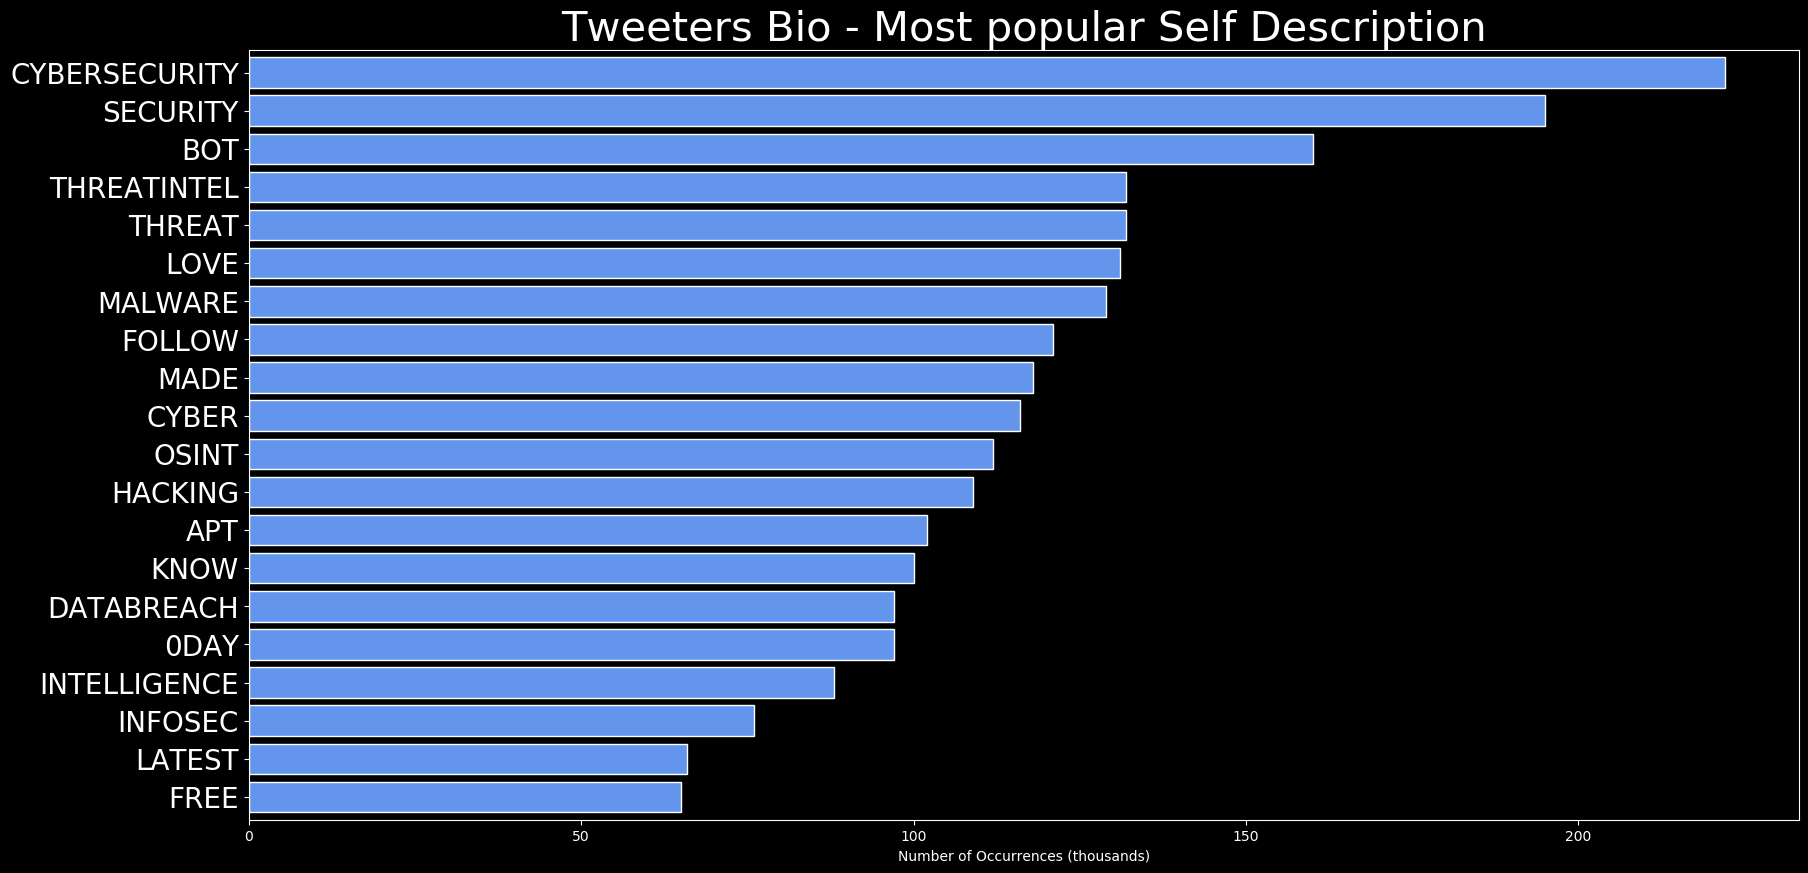 Tweeters Bio - Most popular Self Description
CYBERSECURITY
SECURITY
BOT
THREATINTEL
THREAT
LOVE
MALWARE
FOLLOW
MADE
CYBER
OSINT
HACKING
APT
KNOW
DATABREACH
0DAY
INTELLIGENCE
INFOSEC
LATEST
FREE
0 50 100 150 200
Number of Occurrences (thousands)